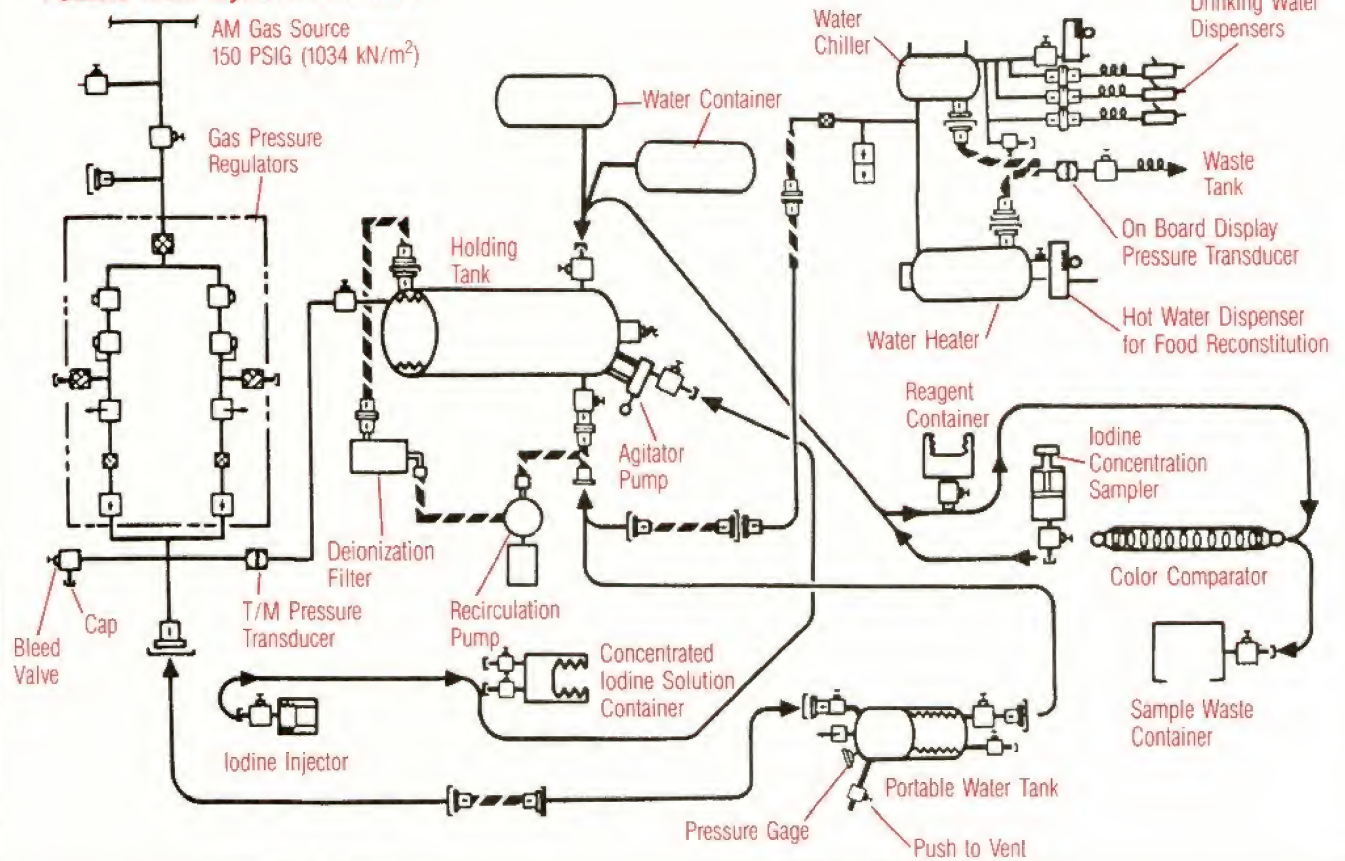 AM Gas Source
150 PSIG (1034 kN/m²)
Gas Pressure
Regulators
Water Container
Holding
Tank
Water
Chiller
Drinking Water
Dispensers
Waste
Tank
On Board Display
Pressure Transducer
Water Heater
Hot Water Dispenser
for Food Reconstitution
Agitator
Pump
Reagent
Container
Iodine
Concentration
Sampler
Color Comparator
Deionization
Filter
Recirculation
Pump
T/M Pressure
Transducer
Cap
Bleed
Valve
Concentrated
Iodine Solution
Container
Iodine Injector
Sample Waste
Container
Portable Water Tank
Pressure Gage
Push to Vent